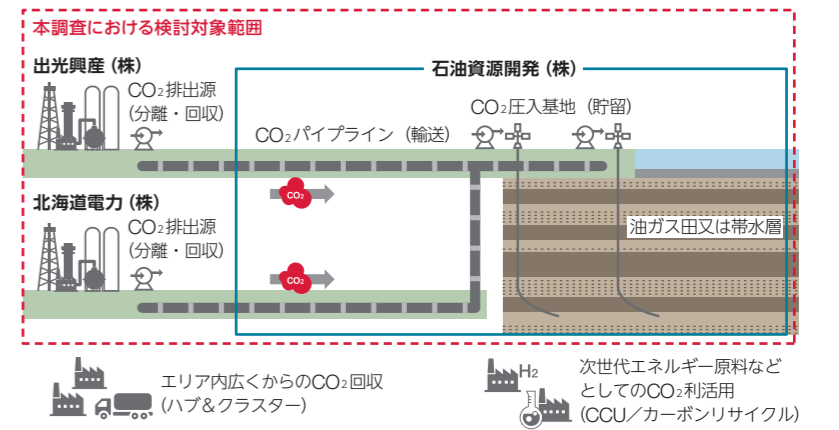 本調査における検討対象範囲
出光興産(株)
石油資源開発(株)
CO₂排出源
(分離・回収)
CO₂圧入基地(貯留)
CO₂パイプライン(輸送)
CO₂
北海道電力(株)
CO₂排出源
(分離・回収)
油ガス田又は帯水層
CO₂
エリア内広くからのCO₂回収
(ハブ&クラスター)
H₂
次世代エネルギー原料など
としてのCO₂利活用
(CCU/カーボンリサイクル)